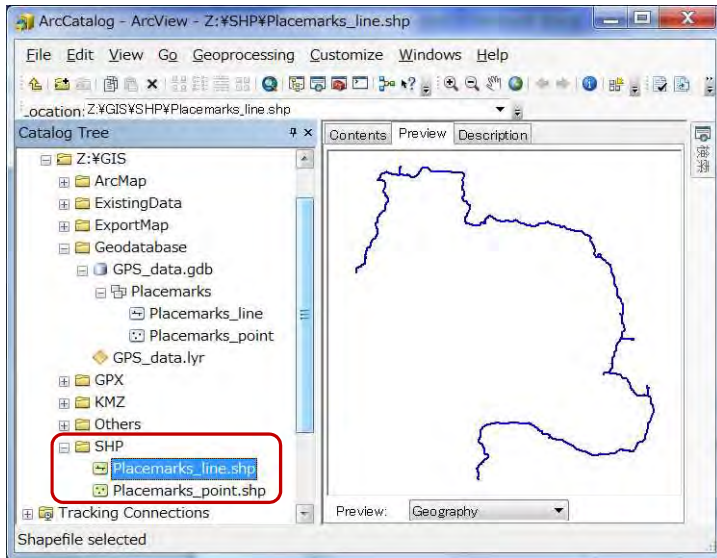 ArcCatalog - ArcView - Z:¥SHP¥Placemarks_line.shp
File Edit View Go Geoprocessing Customize Windows Help
_ocation: Z:¥GIS¥SHP¥Placemarks_line.shp
Catalog Tree
Contents Preview Description
Z:¥GIS
ArcMap
ExistingData
ExportMap
Geodatabase
GPS_data.gdb
Placemarks
Placemarks_line
Placemarks_point
GPS_data.lyr
GPX
KMZ
Others
SHP
Placemarks_line.shp
Placemarks_point.shp
Tracking Connections
Preview: Geography
Shapefile selected